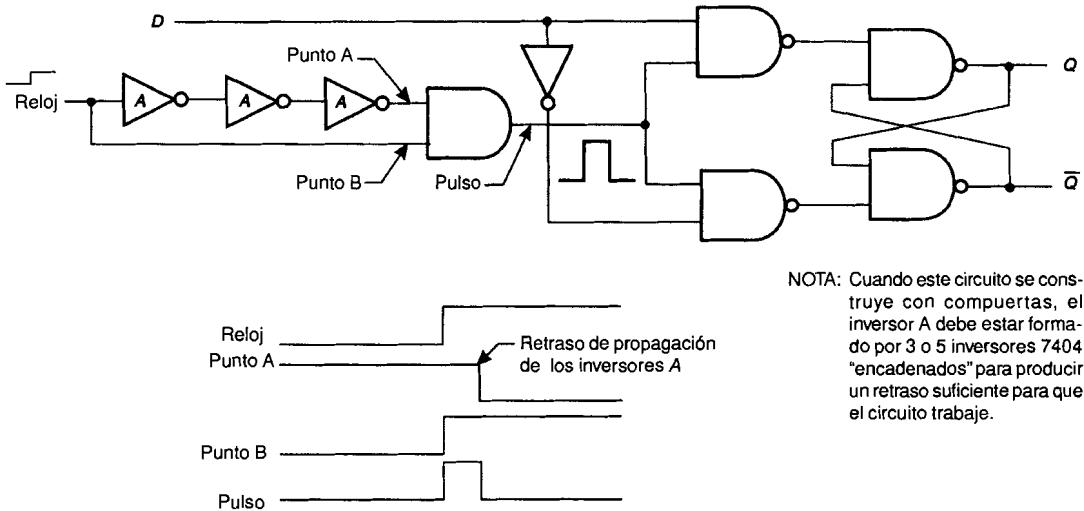 D
Punto A
Reloj
A
A
A
Punto B
Pulso
Q
Q̅
NOTA: Cuando este circuito se cons-
truye con compuertas, el
inversor A debe estar forma-
do por 3 o 5 inversores 7404
"encadenados" para producir
un retraso suficiente para que
el circuito trabaje.
Reloj
Punto A
Retraso de propagación
de los inversores A
Punto B
Pulso